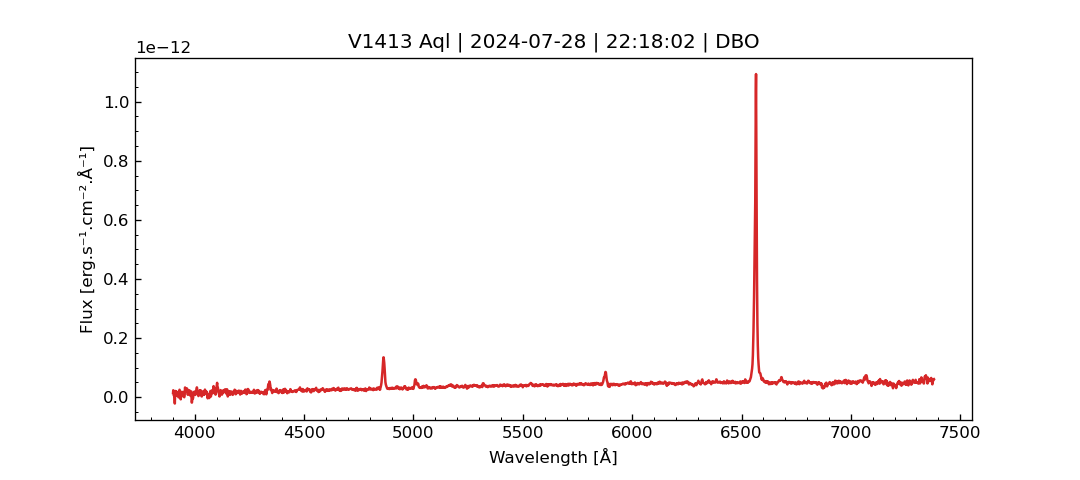 V1413 Aql | 2024-07-28 | 22:18:02 | DBO
1e−12
1.0
0.8
0.6
0.4
0.2
0.0
Flux [erg.s⁻¹.cm⁻².Å⁻¹]
4000 4500 5000 5500 6000 6500 7000 7500
Wavelength [Å]